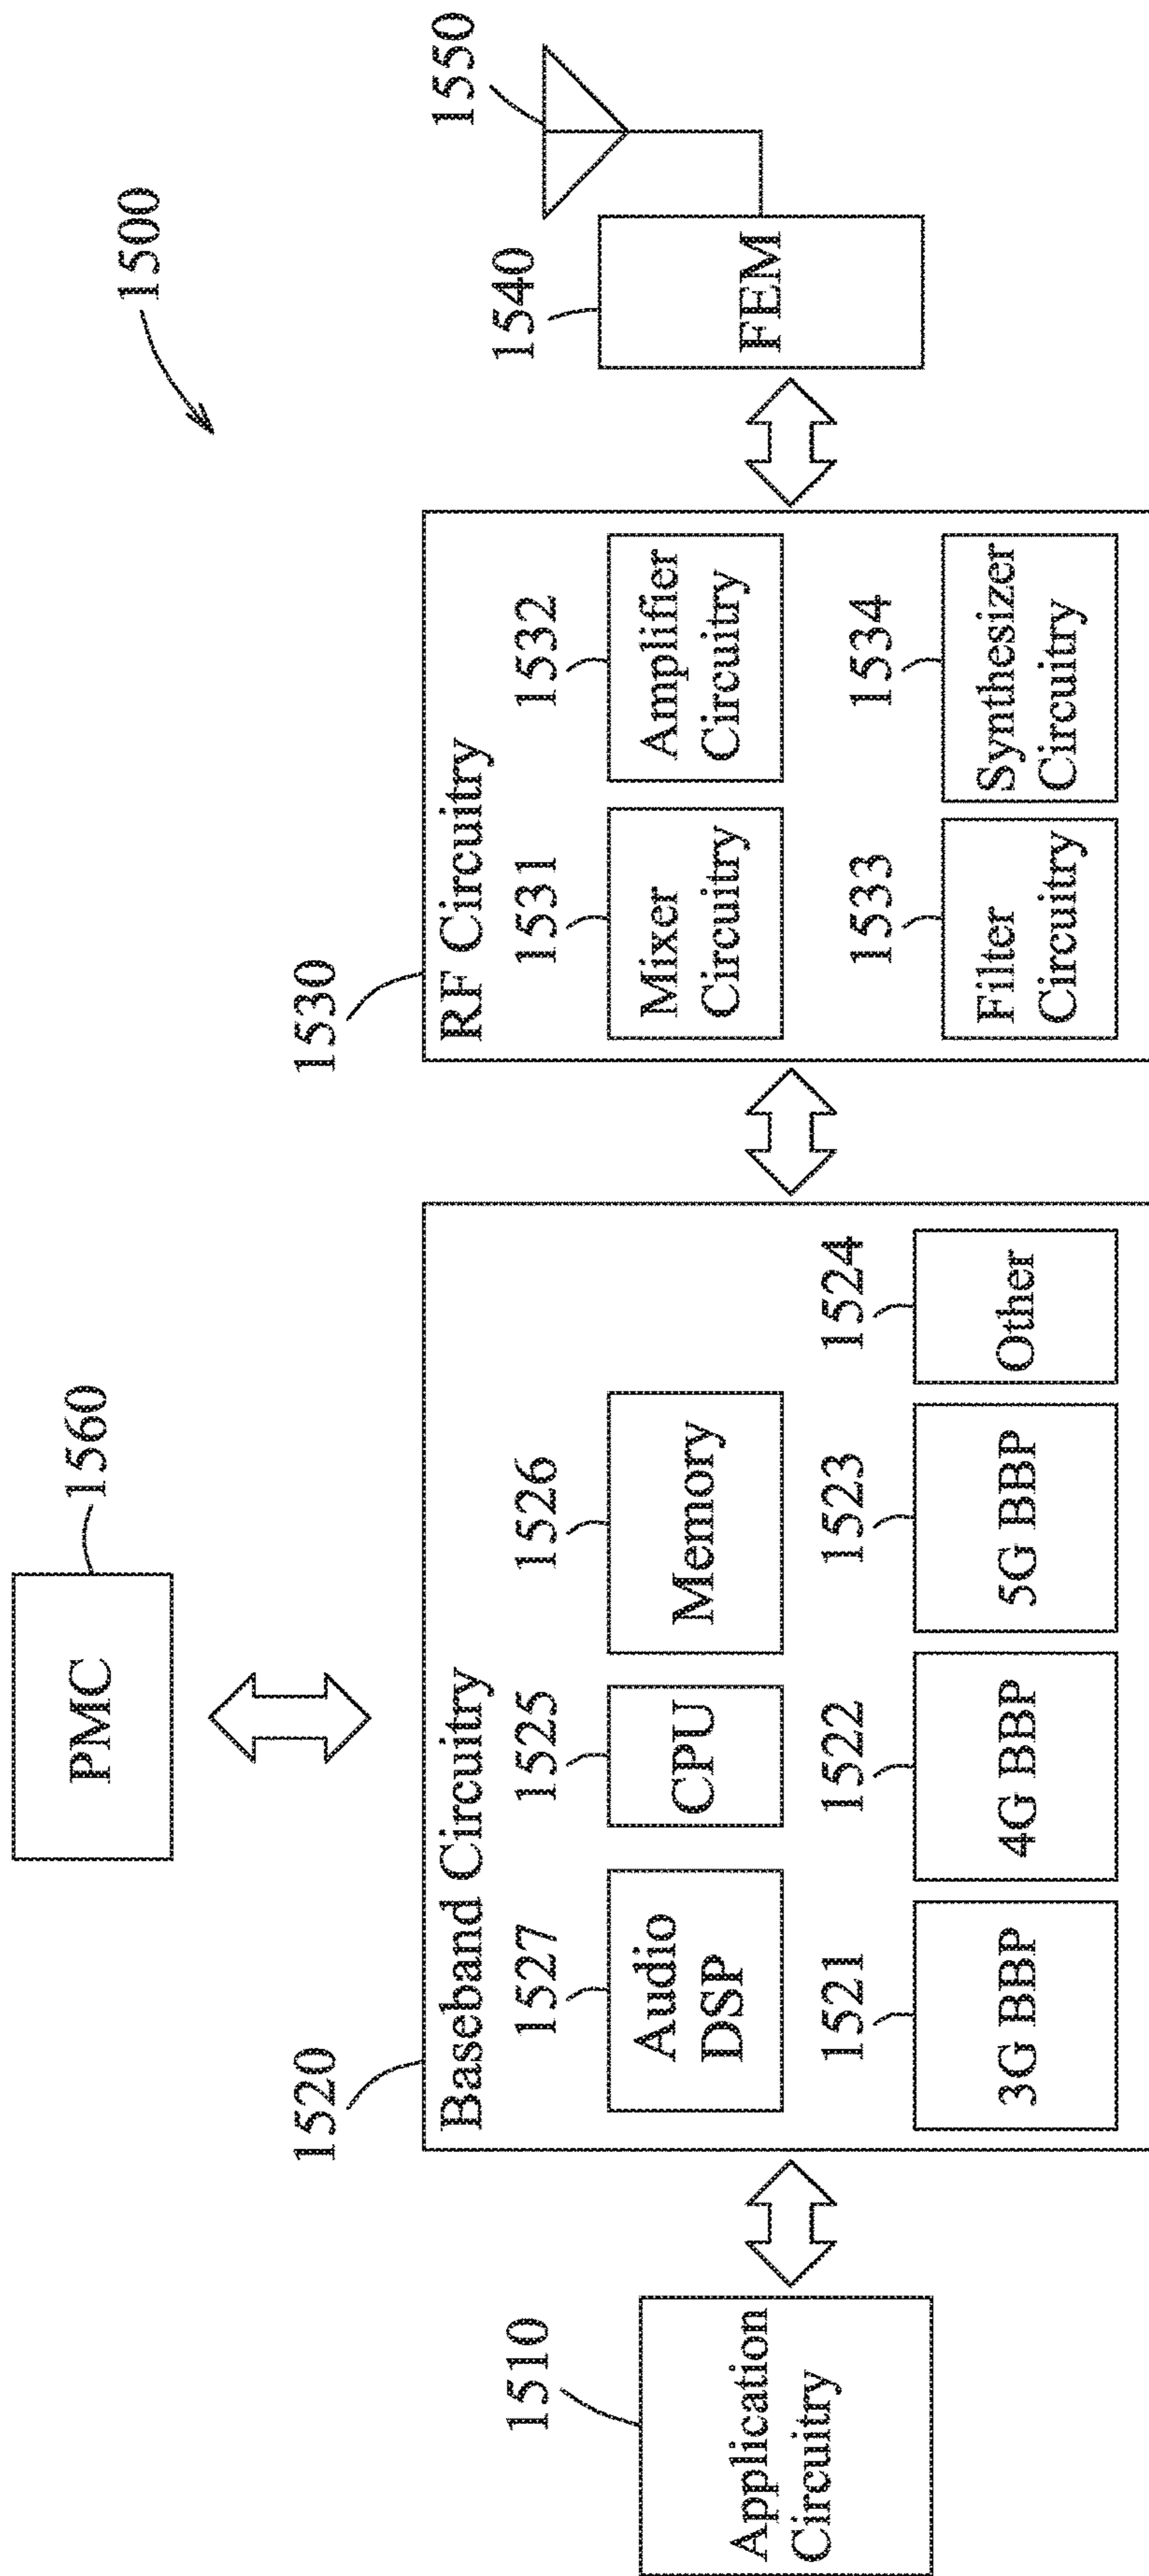 1500
PMC
1560
1520
Baseband Circuitry
1527
Audio
DSP
1525
CPU
1526
Memory
1521
3G BBP
1522
4G BBP
1523
5G BBP
1524
Other
1510
Application
Circuitry
1530
RF Circuitry
1531
Mixer
Circuitry
1532
Amplifier
Circuitry
1533
Filter
Circuitry
1534
Synthesizer
Circuitry
1540
FEM
1550